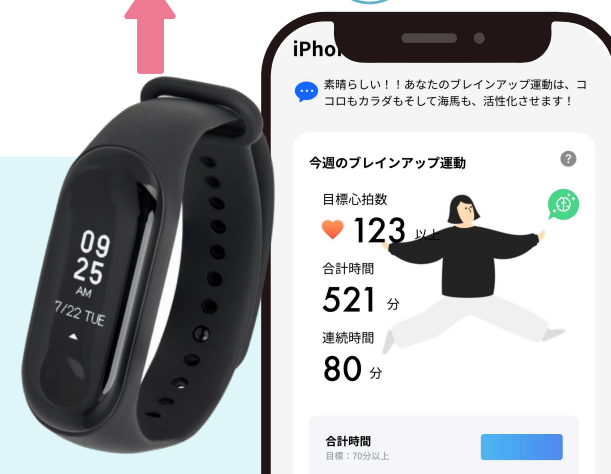 09
25
AM
7/22 TUE
iPho
素晴らしい！！あなたのブレインアップ運動は、コ
コロもカラダもそして海馬も、活性化させます！
今週のブレインアップ運動
?
目標心拍数
123 以上
合計時間
521 分
連続時間
80 分
合計時間
目標：70分以上